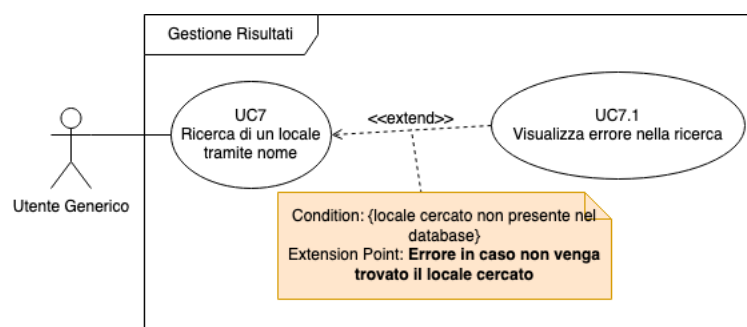 Gestione Risultati
UC7
Ricerca di un locale
tramite nome
<<extend>>
UC7.1
Visualizza errore nella ricerca
Utente Generico
Condition: {locale cercato non presente nel
database}
Extension Point: Errore in caso non venga
trovato il locale cercato